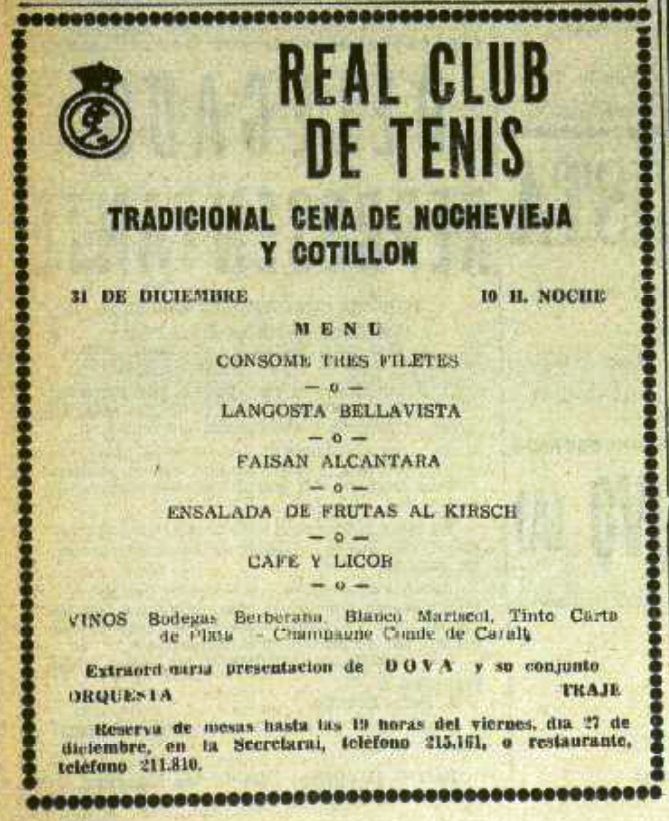 REAL CLUB
DE TENIS
TRADICIONAL CENA DE NOCHEVIEJA
Y COTILLON
31 DE DICIEMBRE 10 H. NOCHE
MENU
CONSOME TRES FILETES
— o —
LANGOSTA BELLAVISTA
— o —
FAISAN ALCANTARA
— o —
ENSALADA DE FRUTAS AL KIRSCH
— o —
CAFE Y LICOR
— o —
VINOS Bodegas Berberana, Blanco Mariscol, Tinto Carta
de Plata - Champagne Conde de Caralt
Extraordinaria presentacion de DOVA y su conjunto
ORQUESTA TRAJE
Reserva de mesas hasta las 19 horas del viernes, dia 27 de
diciembre, en la Secretarai, teléfono 215.161, o restaurante,
teléfono 211.810.